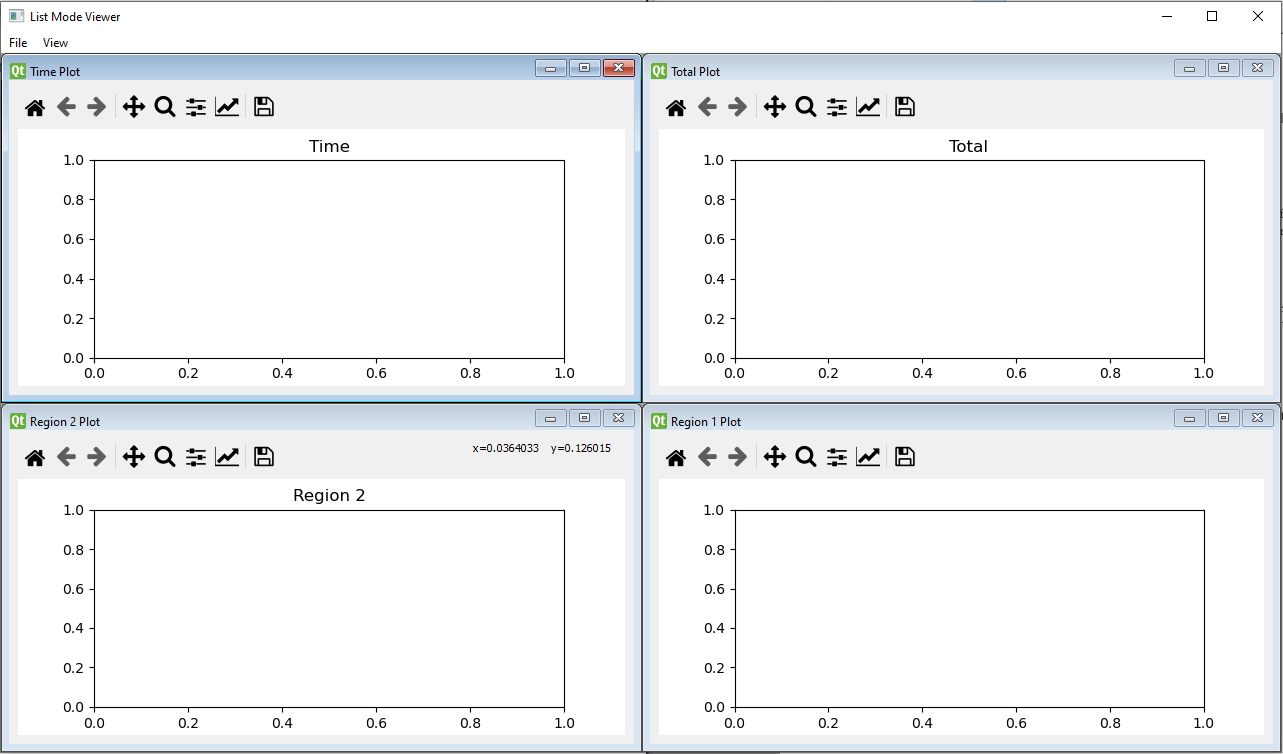 List Mode Viewer
File View
Qt Time Plot
Time
1.0
0.8
0.6
0.4
0.2
0.0
0.0 0.2 0.4 0.6 0.8 1.0
Qt Total Plot
Total
1.0
0.8
0.6
0.4
0.2
0.0
0.0 0.2 0.4 0.6 0.8 1.0
Qt Region 2 Plot
x=0.0364033 y=0.126015
Region 2
1.0
0.8
0.6
0.4
0.2
0.0
0.0 0.2 0.4 0.6 0.8 1.0
Qt Region 1 Plot
1.0
0.8
0.6
0.4
0.2
0.0
0.0 0.2 0.4 0.6 0.8 1.0